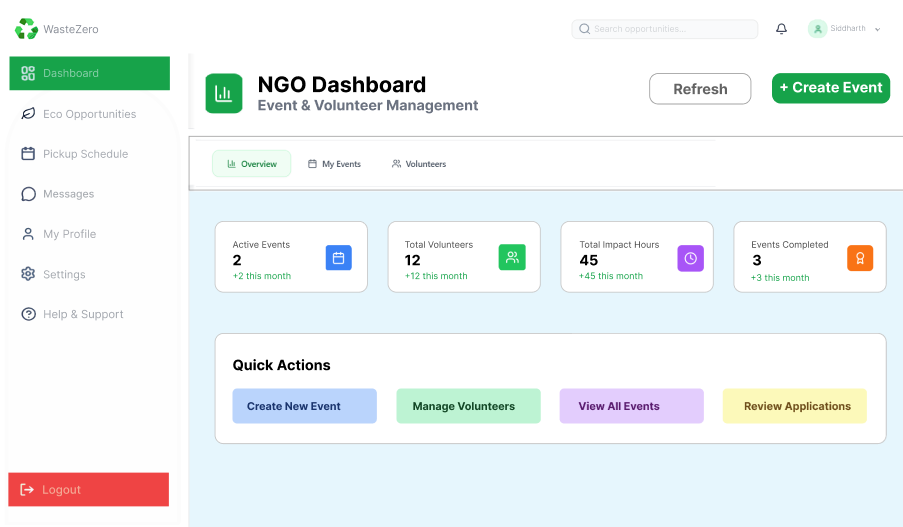 WasteZero
Search opportunities...
Siddharth
Dashboard
Eco Opportunities
Pickup Schedule
Messages
My Profile
Settings
Help & Support
Logout
NGO Dashboard
Event & Volunteer Management
Refresh
+ Create Event
Overview
My Events
Volunteers
Active Events
2
+2 this month
Total Volunteers
12
+12 this month
Total Impact Hours
45
+45 this month
Events Completed
3
+3 this month
Quick Actions
Create New Event
Manage Volunteers
View All Events
Review Applications